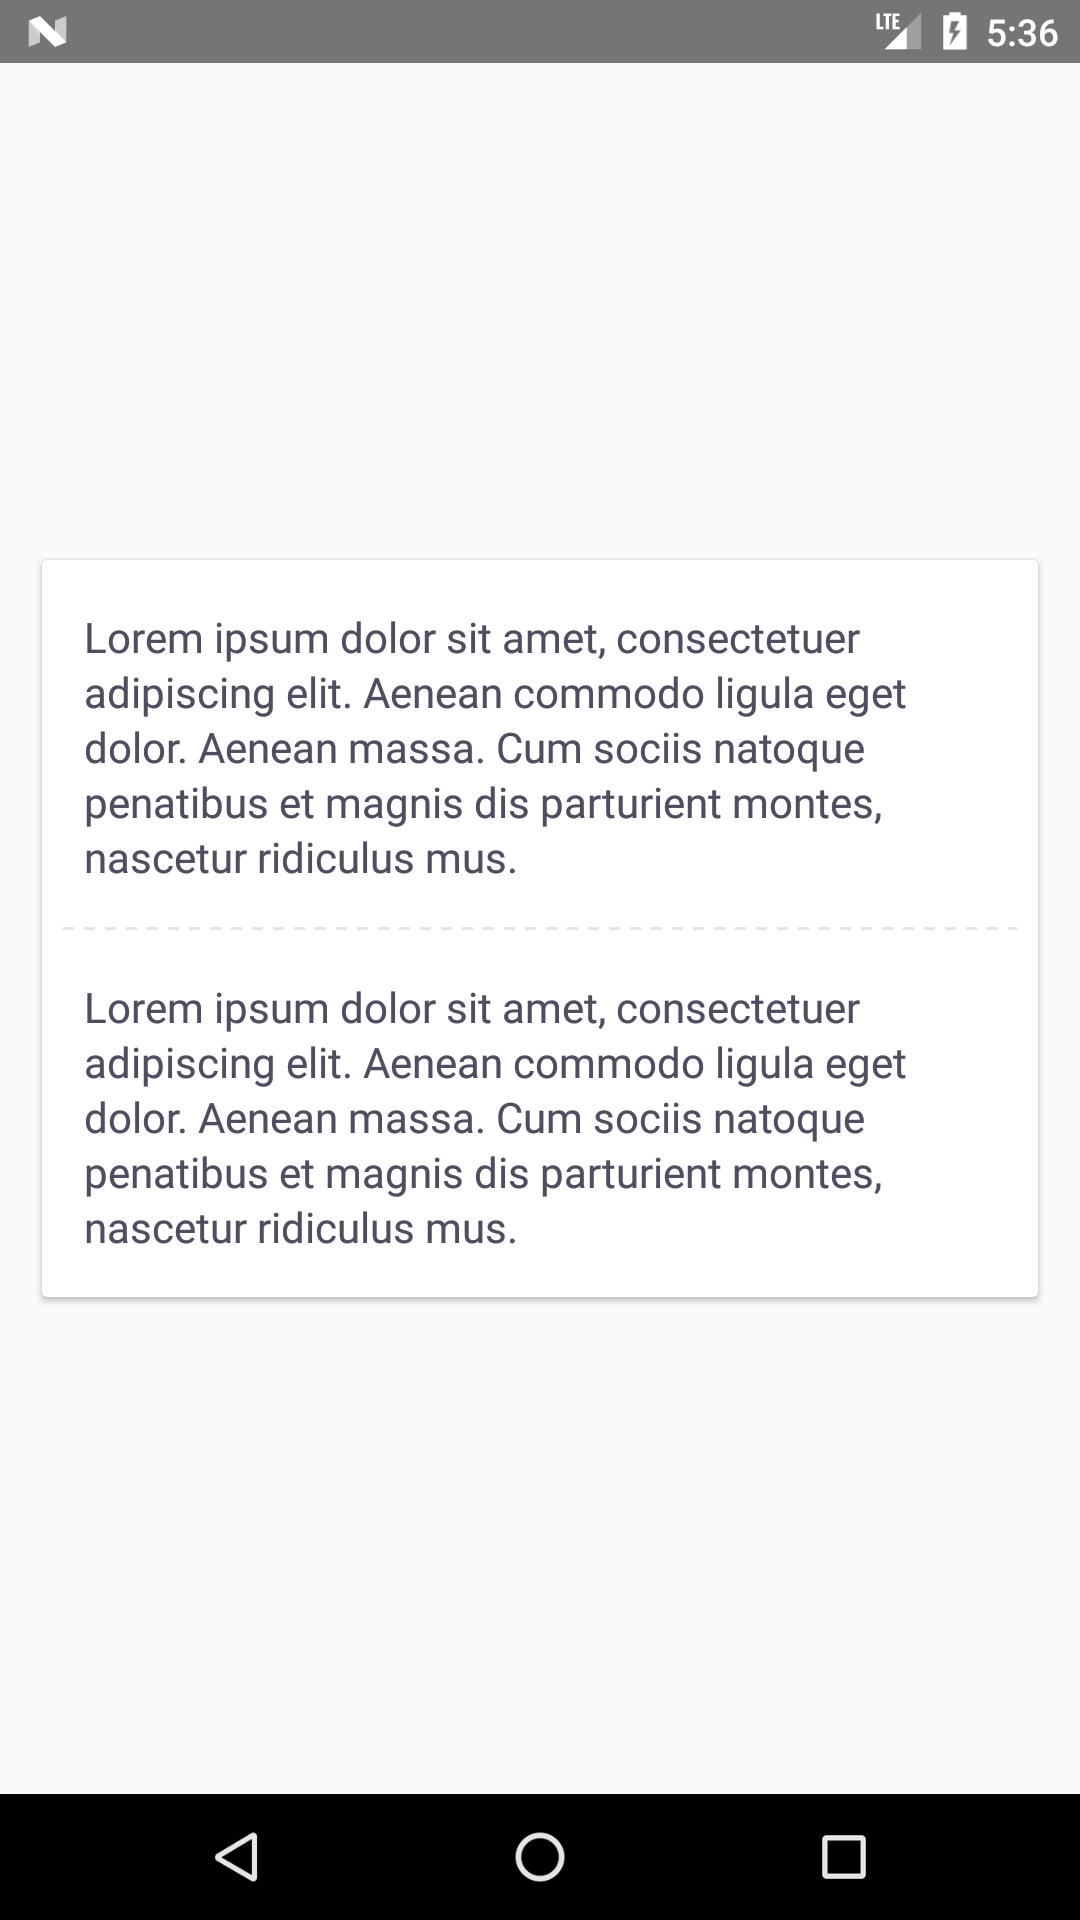 LTE 5:36
Lorem ipsum dolor sit amet, consectetuer
adipiscing elit. Aenean commodo ligula eget
dolor. Aenean massa. Cum sociis natoque
penatibus et magnis dis parturient montes,
nascetur ridiculus mus.
Lorem ipsum dolor sit amet, consectetuer
adipiscing elit. Aenean commodo ligula eget
dolor. Aenean massa. Cum sociis natoque
penatibus et magnis dis parturient montes,
nascetur ridiculus mus.